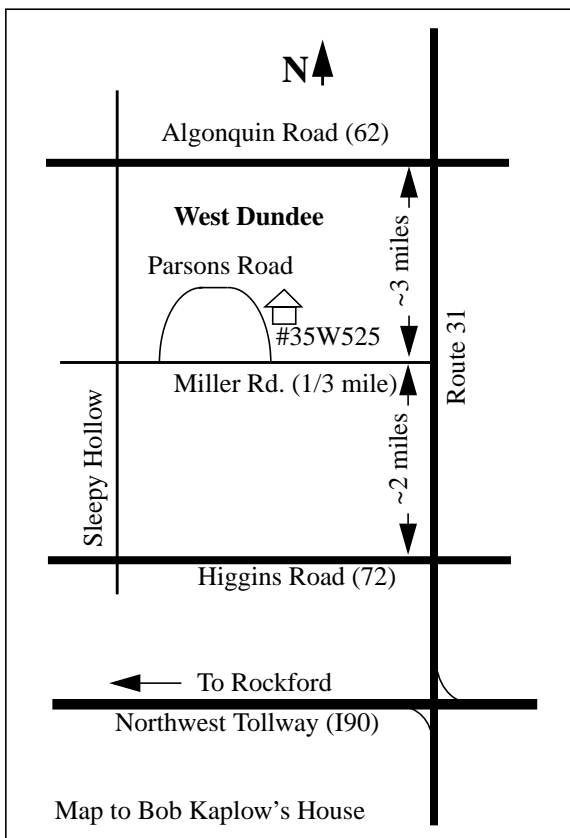 N
Algonquin Road (62)
West Dundee
~3 miles
Parsons Road
#35W525
Route 31
Miller Rd. (1/3 mile)
Sleepy Hollow
~2 miles
Higgins Road (72)
To Rockford
Northwest Tollway (I90)
Map to Bob Kaplow's House